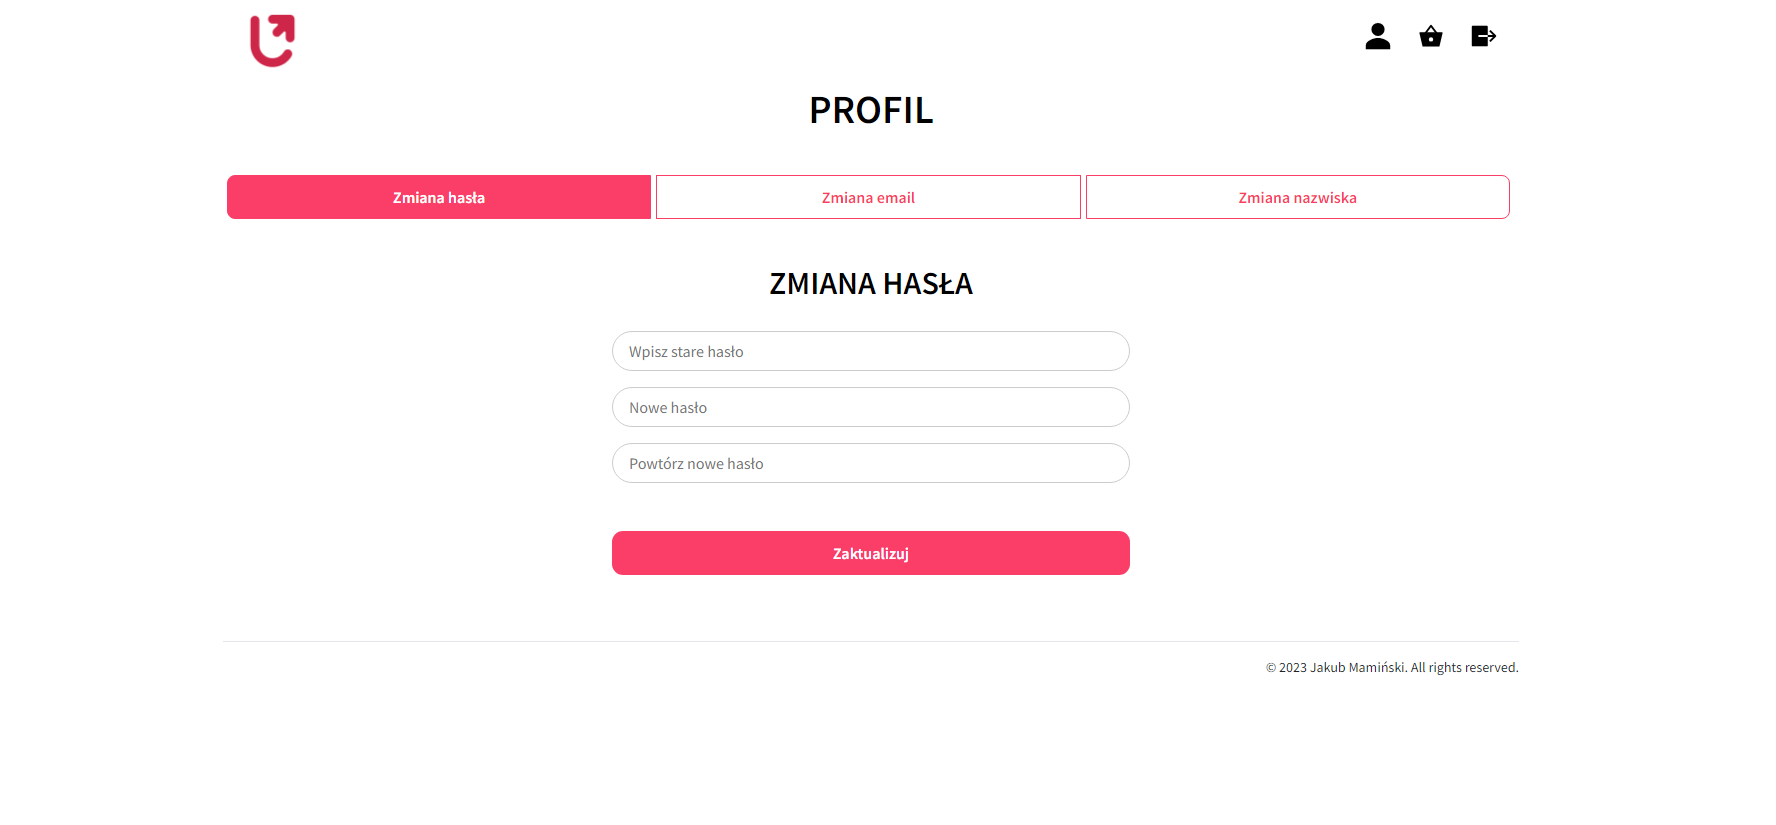 PROFIL
Zmiana hasła
Zmiana email
Zmiana nazwiska
ZMIANA HASŁA
Wpisz stare hasło
Nowe hasło
Powtórz nowe hasło
Zaktualizuj
© 2023 Jakub Mamiński. All rights reserved.